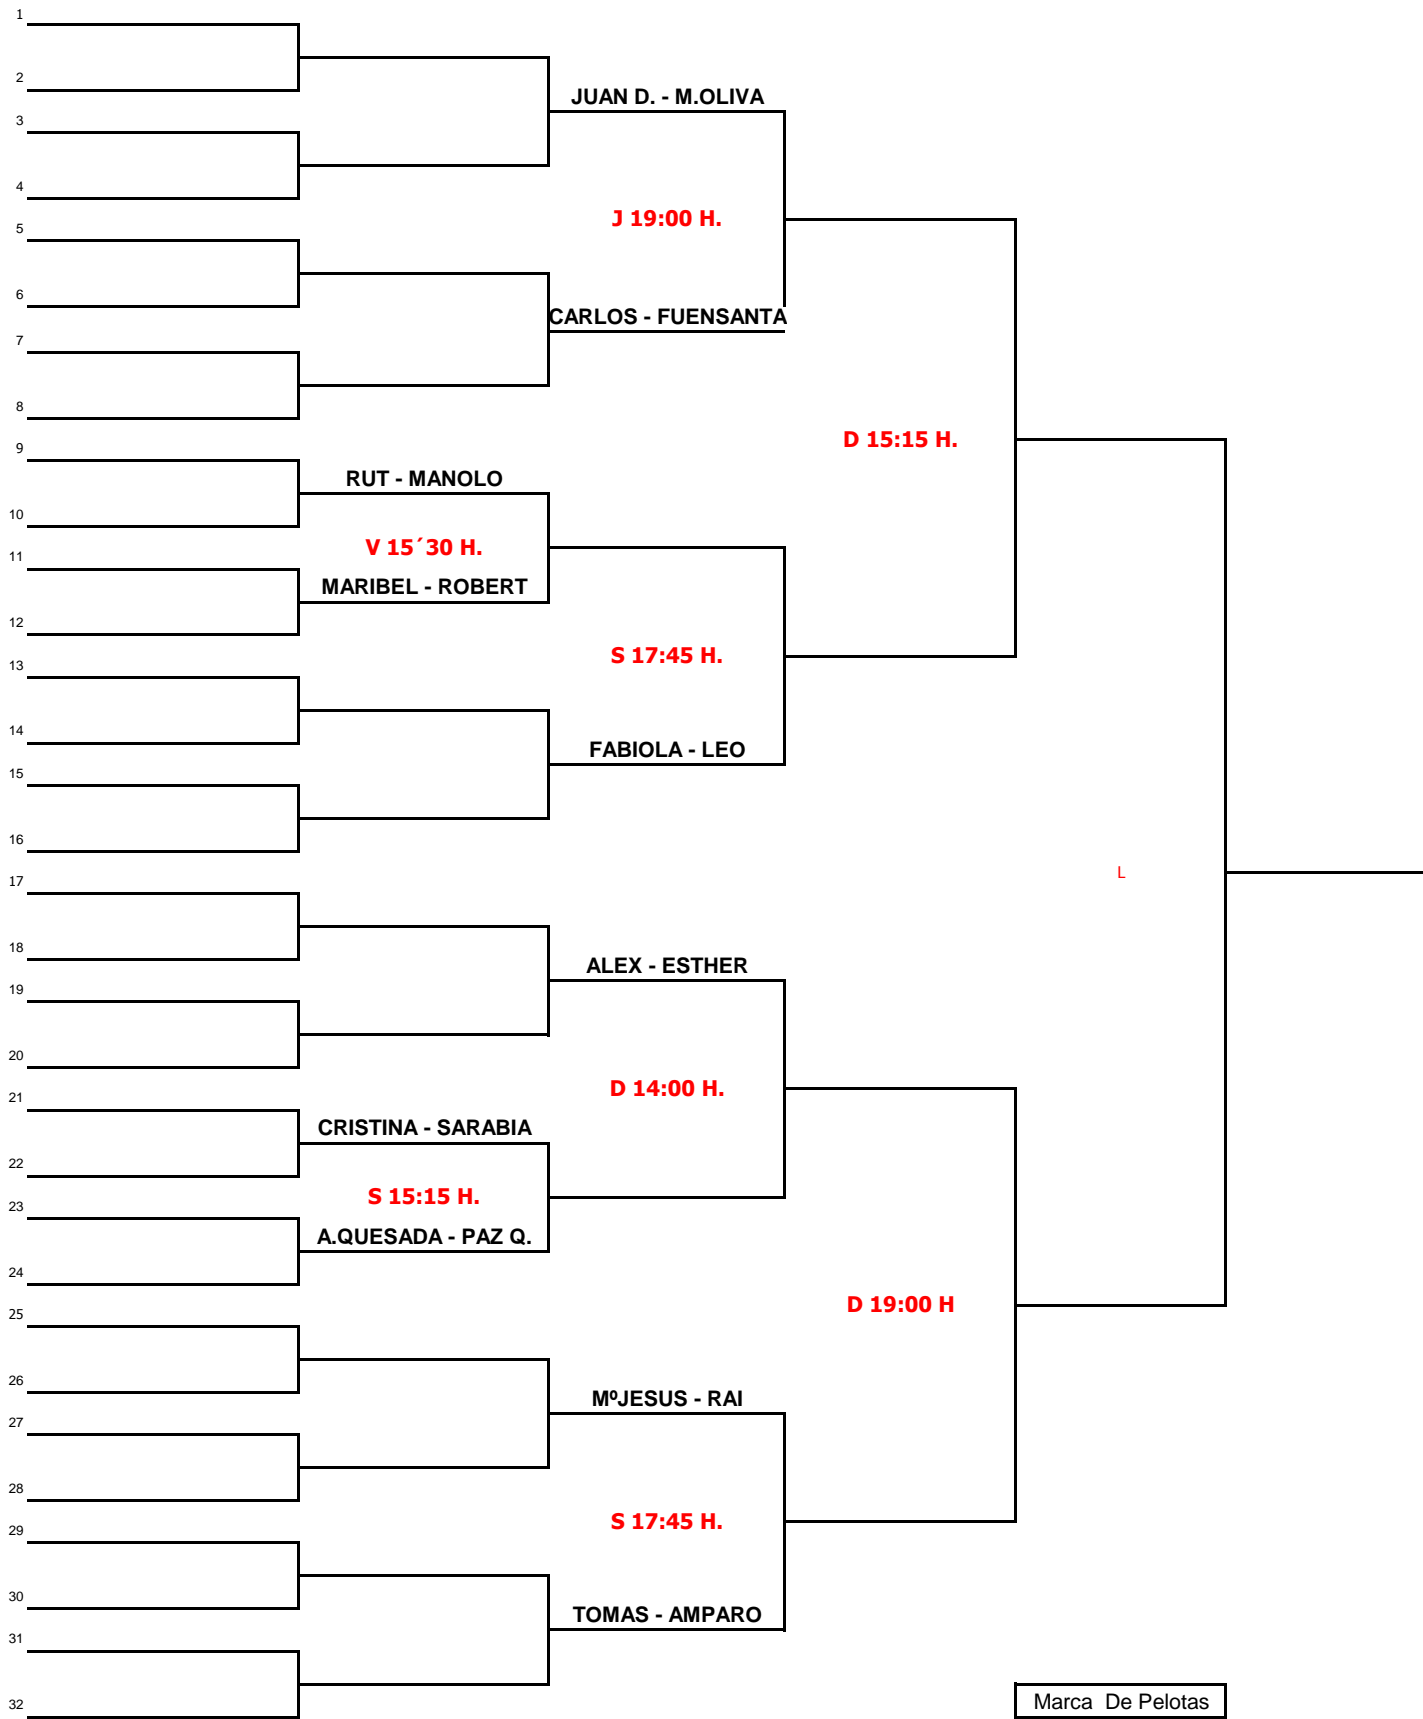 1
2
JUAN D. - M.OLIVA
3
4
J 19:00 H.
5
6
CARLOS - FUENSANTA
7
8
D 15:15 H.
9
RUT - MANOLO
10
V 15´30 H.
11
MARIBEL - ROBERT
12
S 17:45 H.
13
14
FABIOLA - LEO
15
16
L
17
18
ALEX - ESTHER
19
20
D 14:00 H.
21
CRISTINA - SARABIA
22
S 15:15 H.
23
A.QUESADA - PAZ Q.
24
D 19:00 H
25
26
MºJESUS - RAI
27
28
S 17:45 H.
29
30
TOMAS - AMPARO
31
32
Marca De Pelotas